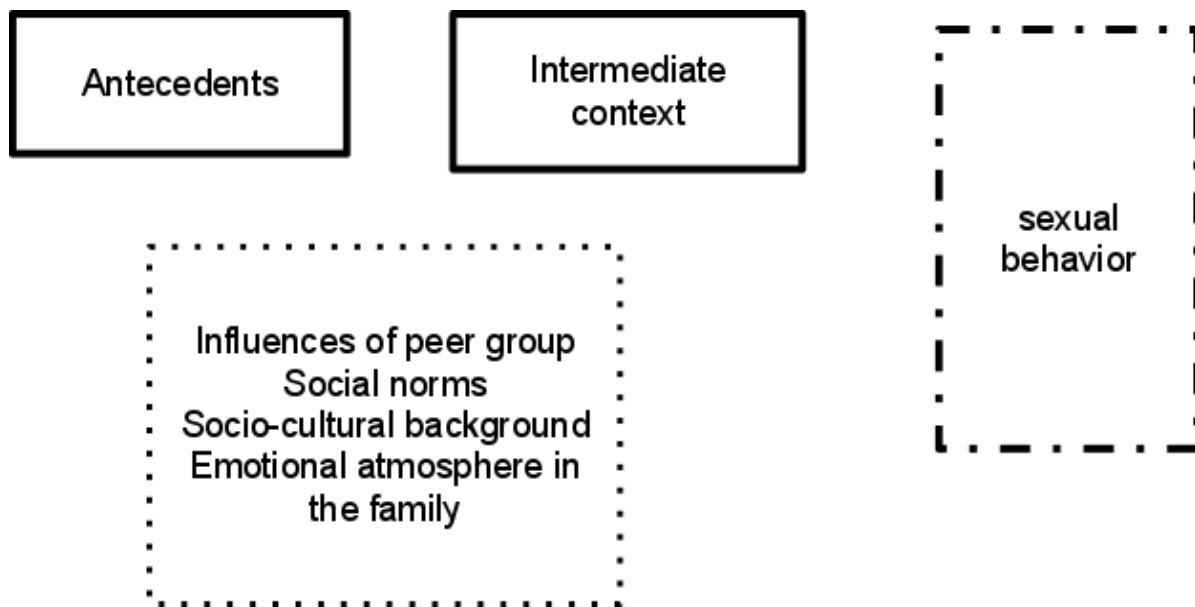 Antecedents
Intermediate
context
sexual
behavior
Influences of peer group
Social norms
Socio-cultural background
Emotional atmosphere in
the family